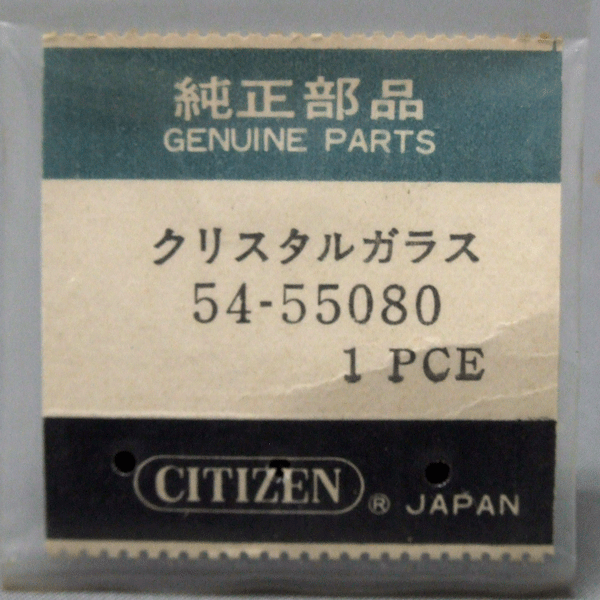 純正部品
GENUINE PARTS
クリスタルガラス
54-55080
1 PCE
CITIZEN ® JAPAN